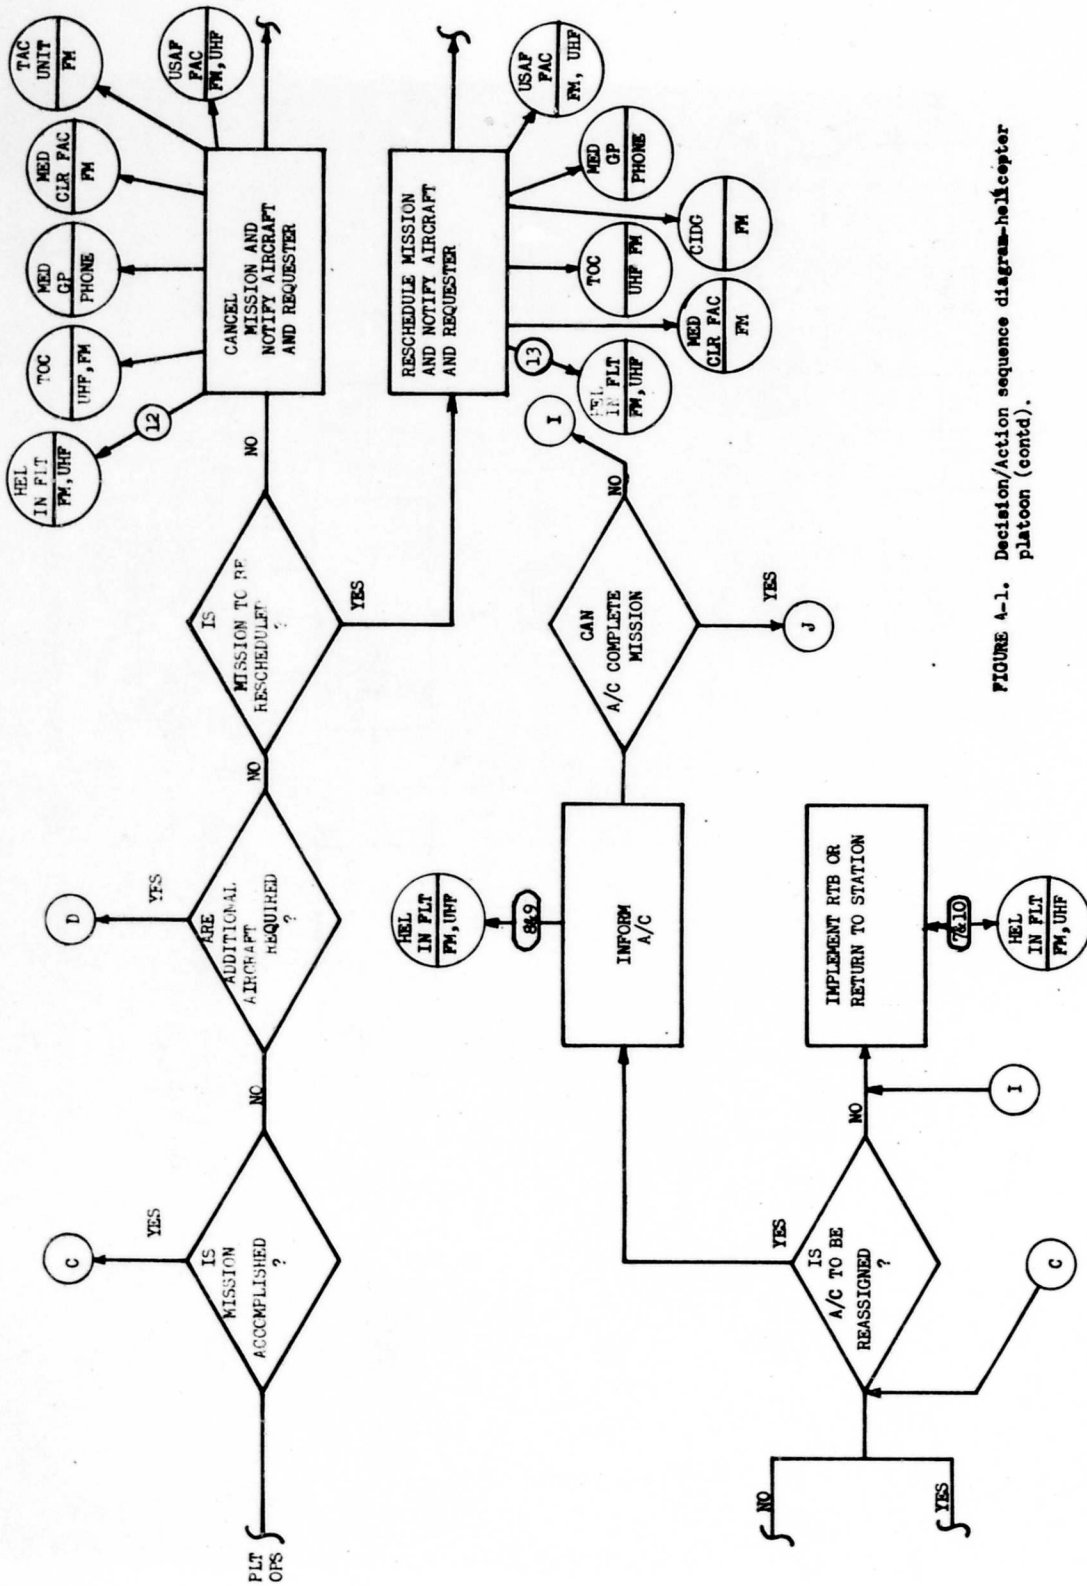 PLT
OPS
C
YES
IS
MISSION
ACCOMPLISHED
?
NO
D
YES
ARE
ADDITIONAL
AIRCRAFT
REQUIRED
?
NO
IS
MISSION TO BE
RESCHEDULED
?
YES
NO
HEL
IN FLT
FM,UHF
12
TOC
UHF,FM
MED
GP
PHONE
MED
CLR FAC
FM
TAC
UNIT
FM
USAF
FAC
FM,UHF
CANCEL
MISSION AND
NOTIFY AIRCRAFT
AND REQUESTER
RESCHEDULE MISSION
AND NOTIFY AIRCRAFT
AND REQUESTER
13
HEL
IN FLT
FM,UHF
MED
CLR FAC
FM
TOC
UHF FM
CIDG
FM
MED
GP
PHONE
USAF
FAC
FM, UHF
NO
YES
C
IS
A/C TO BE
REASSIGNED
?
YES
NO
I
INFORM
A/C
8&9
HEL
IN FLT
FM,UHF
IMPLEMENT RTB OR
RETURN TO STATION
7&10
HEL
IN FLT
FM,UHF
CAN
A/C COMPLETE
MISSION
NO
I
YES
J
FIGURE 4-1. Decision/Action sequence diagram-helicopter
platoon (contd).